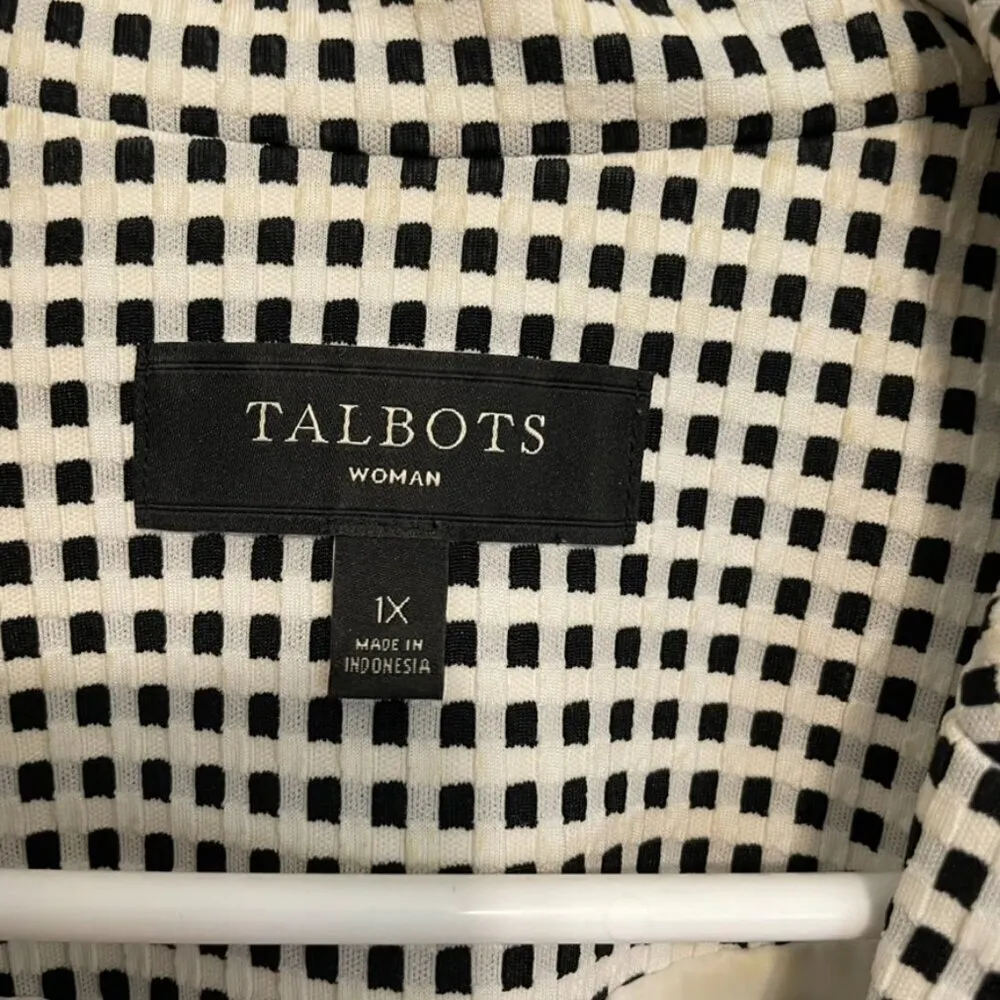 TALBOTS
WOMAN
1X
MADE IN
INDONESIA